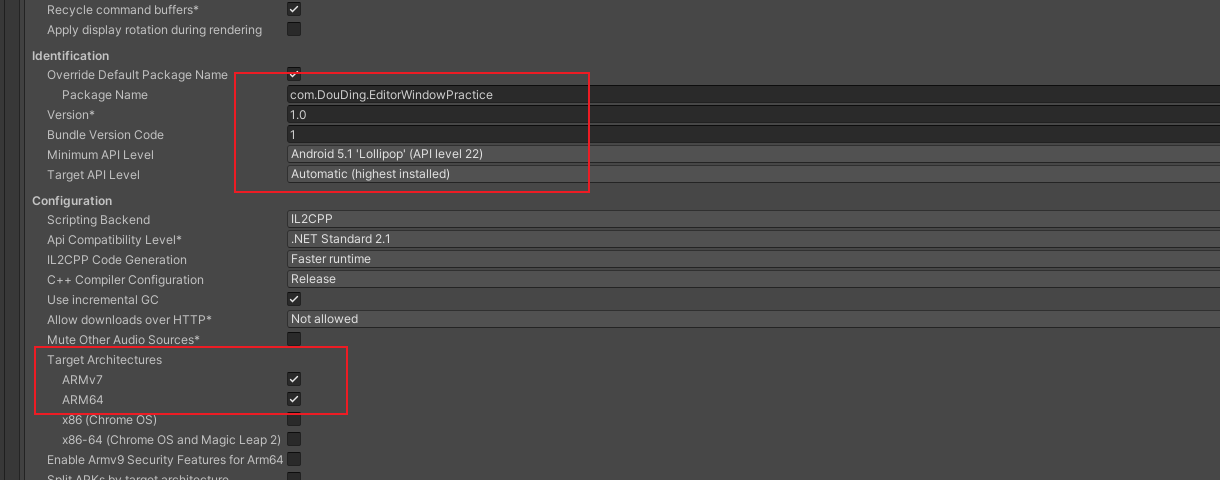 Recycle command buffers*
Apply display rotation during rendering
Identification
Override Default Package Name
Package Name com.DouDing.EditorWindowPractice
Version* 1.0
Bundle Version Code 1
Minimum API Level Android 5.1 'Lollipop' (API level 22)
Target API Level Automatic (highest installed)
Configuration
Scripting Backend IL2CPP
Api Compatibility Level* .NET Standard 2.1
IL2CPP Code Generation Faster runtime
C++ Compiler Configuration Release
Use incremental GC
Allow downloads over HTTP* Not allowed
Mute Other Audio Sources*
Target Architectures
ARMv7
ARM64
x86 (Chrome OS)
x86-64 (Chrome OS and Magic Leap 2)
Enable Armv9 Security Features for Arm64
Split APKs by target architecture